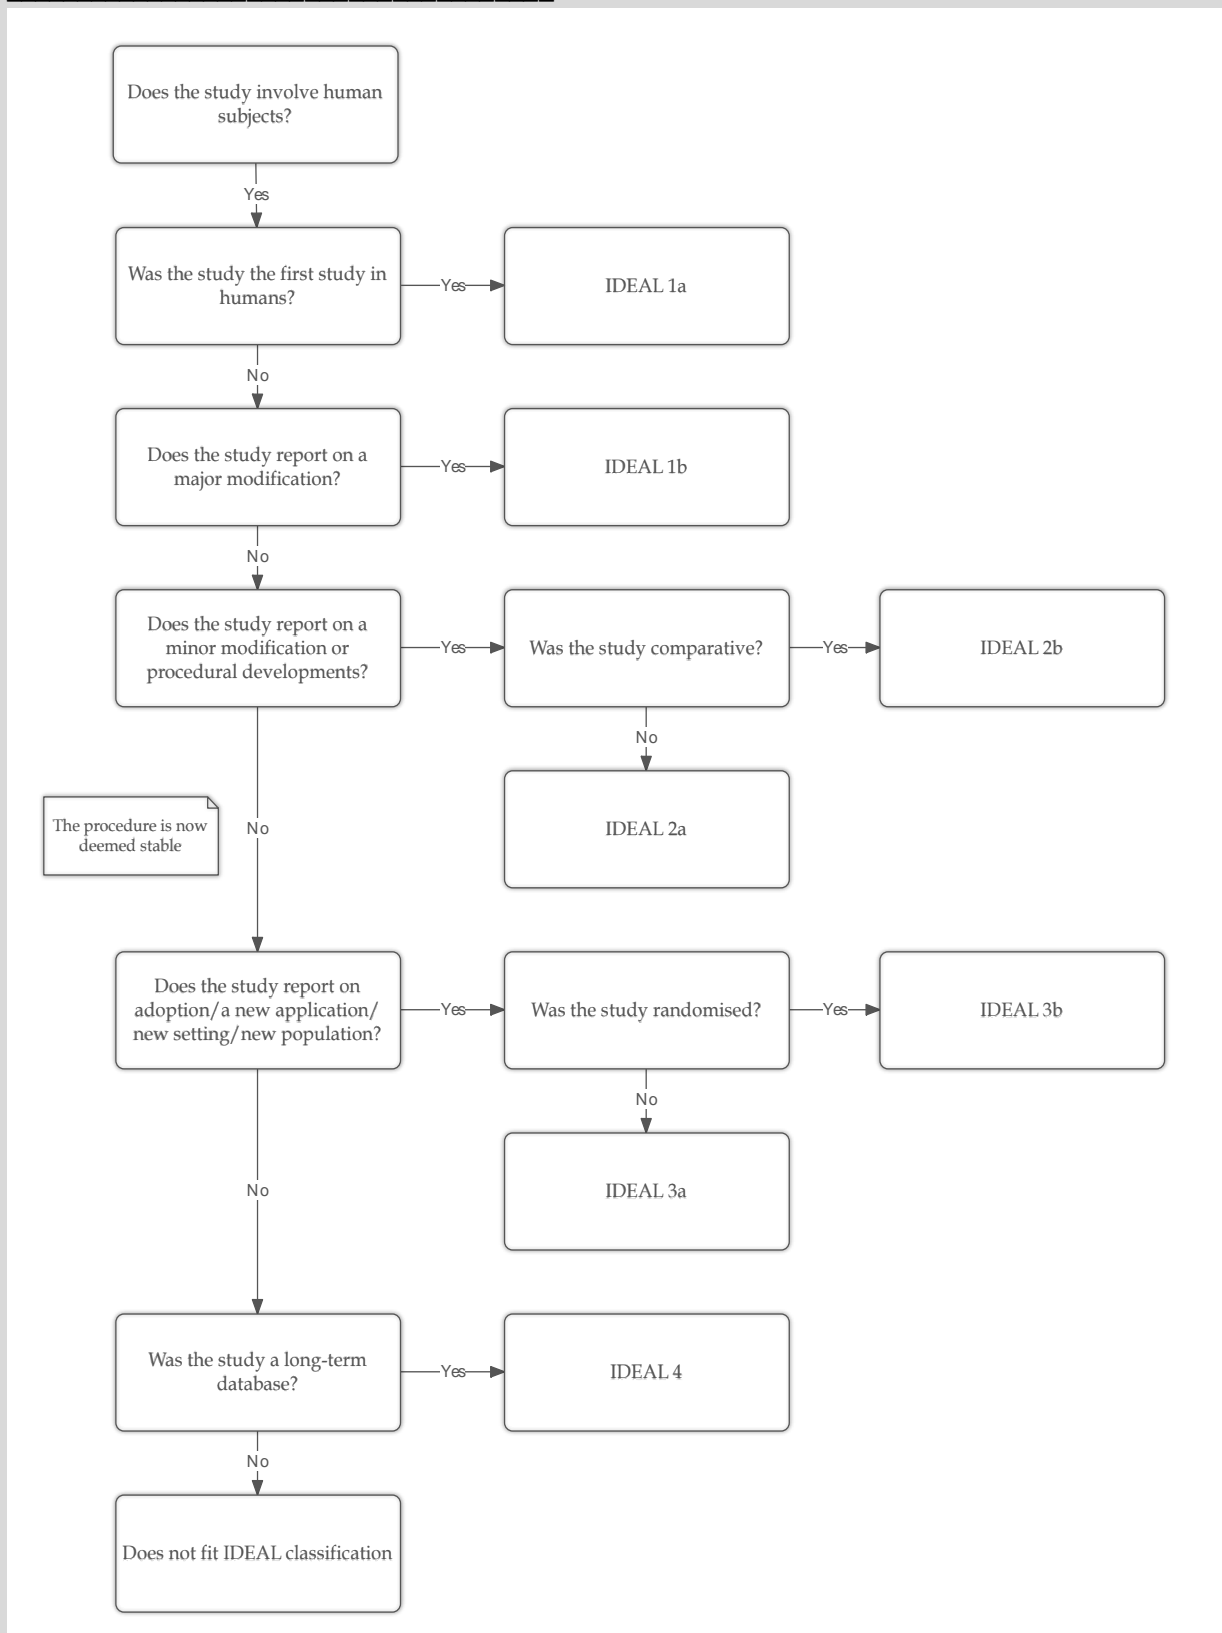 Does the study involve human
subjects?
Yes
Was the study the first study in
humans?
Yes
IDEAL 1a
No
Does the study report on a
major modification?
Yes
IDEAL 1b
No
Does the study report on a
minor modification or
procedural developments?
Yes
Was the study comparative?
Yes
IDEAL 2b
No
IDEAL 2a
The procedure is now
deemed stable
No
Does the study report on
adoption/a new application/
new setting/new population?
Yes
Was the study randomised?
Yes
IDEAL 3b
No
IDEAL 3a
No
Was the study a long-term
database?
Yes
IDEAL 4
No
Does not fit IDEAL classification